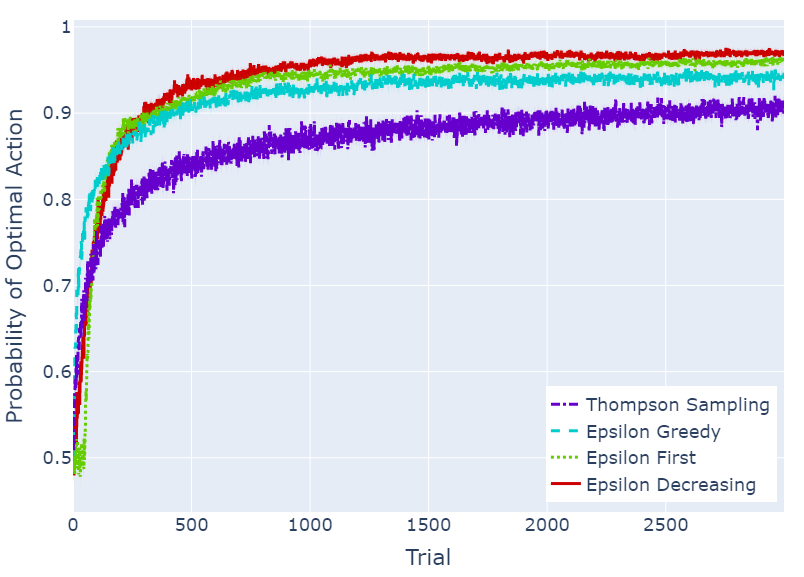 Probability of Optimal Action
1
0.9
0.8
0.7
0.6
0.5
0
500
1000
1500
2000
2500
Trial
Thompson Sampling
Epsilon Greedy
Epsilon First
Epsilon Decreasing